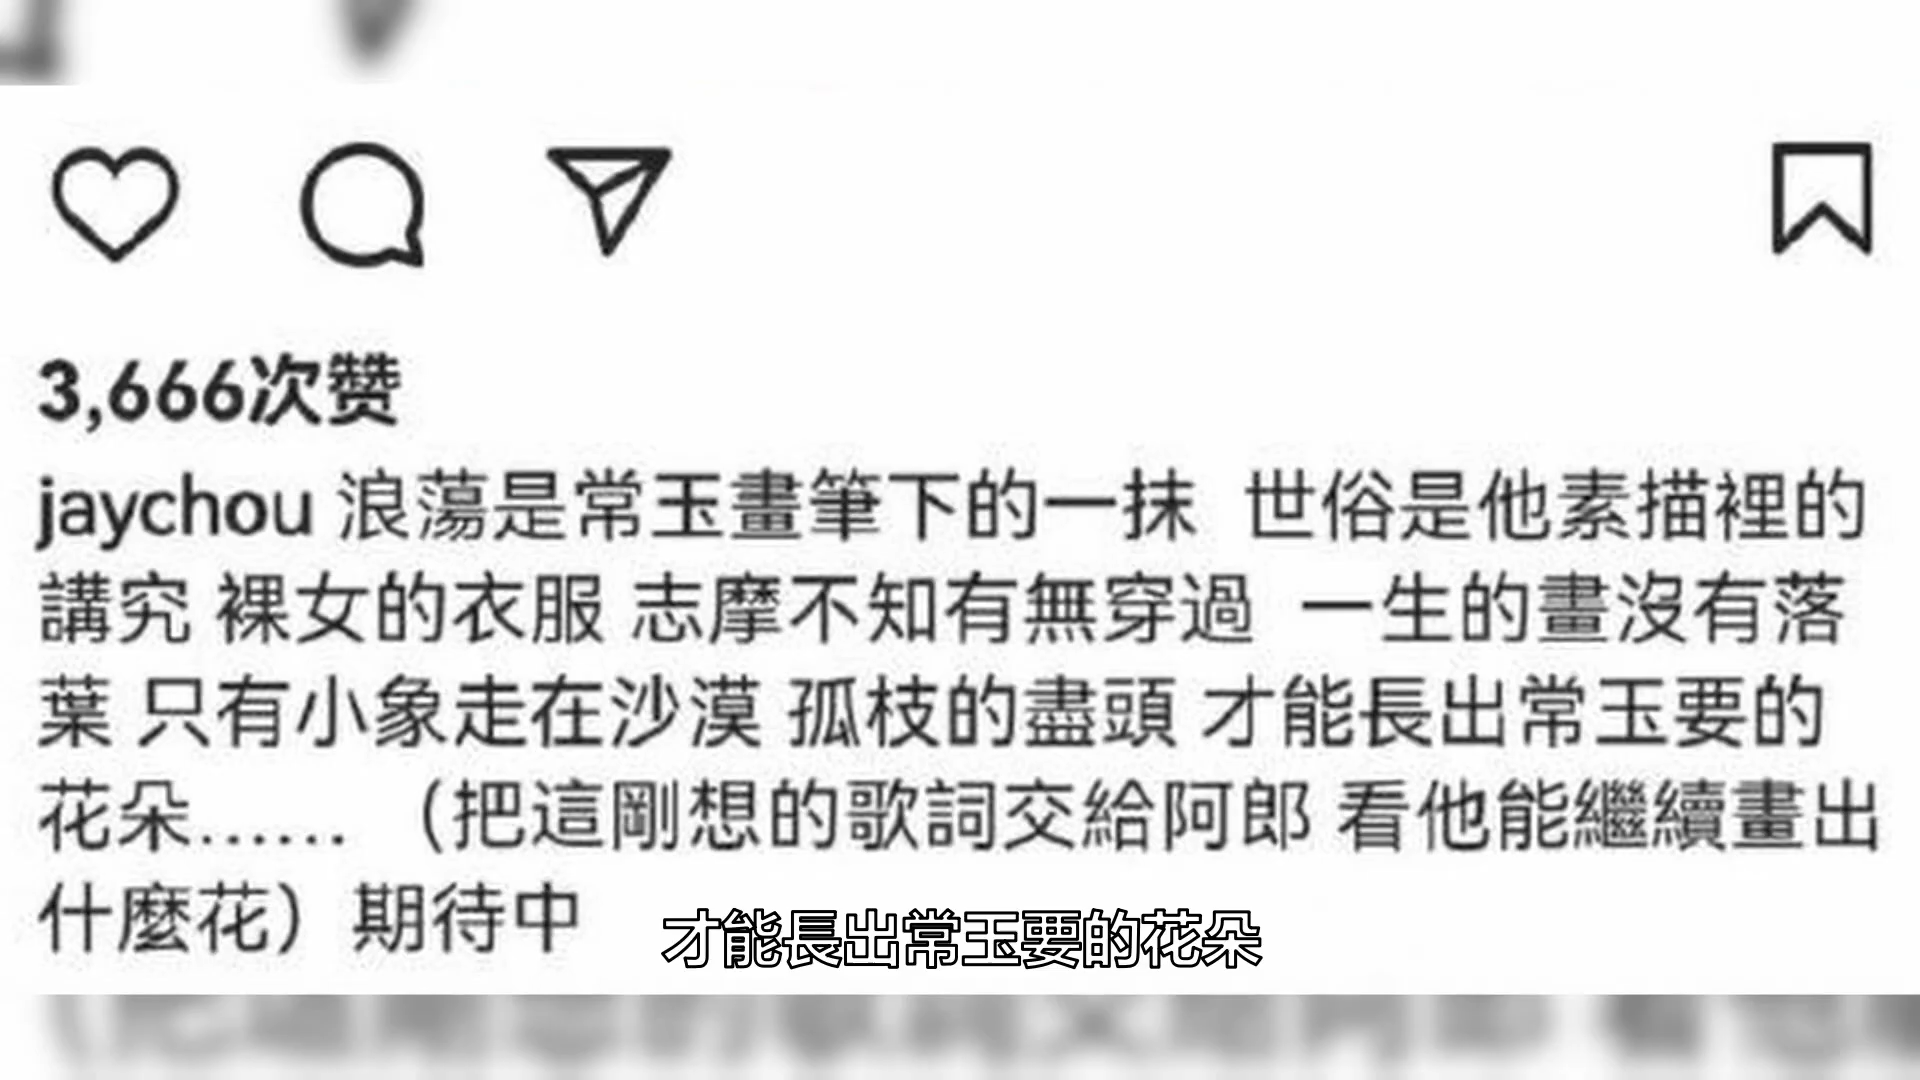 3,666次赞
jaychou 浪蕩是常玉畫筆下的一抹 世俗是他素描裡的
講究 裸女的衣服 志摩不知有無穿過 一生的畫沒有落
葉 只有小象走在沙漠 孤枝的盡頭 才能長出常玉要的
花朵...... （把這剛想的歌詞交給阿郎 看他能繼續畫出
什麼花）期待中
才能長出常玉要的花朵